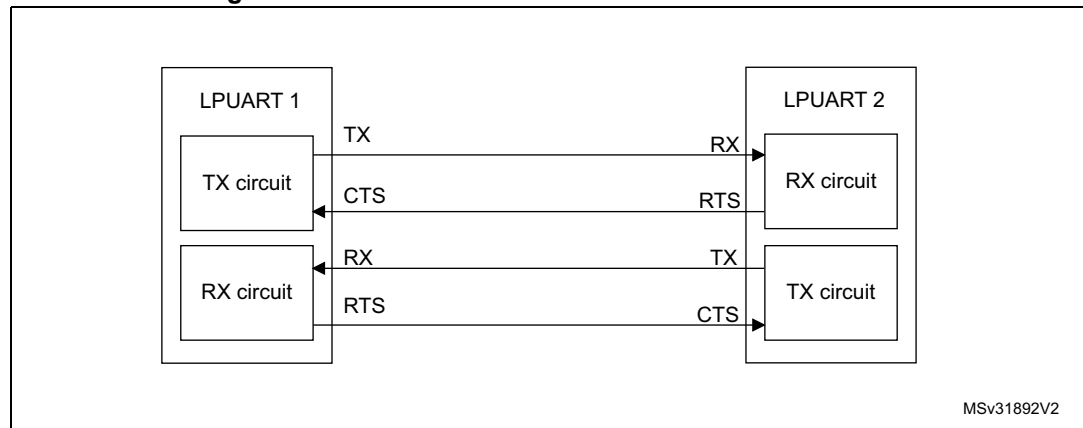 LPUART 1
LPUART 2
TX
RX
TX circuit
RX circuit
CTS
RTS
RX
TX
RX circuit
TX circuit
RTS
CTS
MSv31892V2